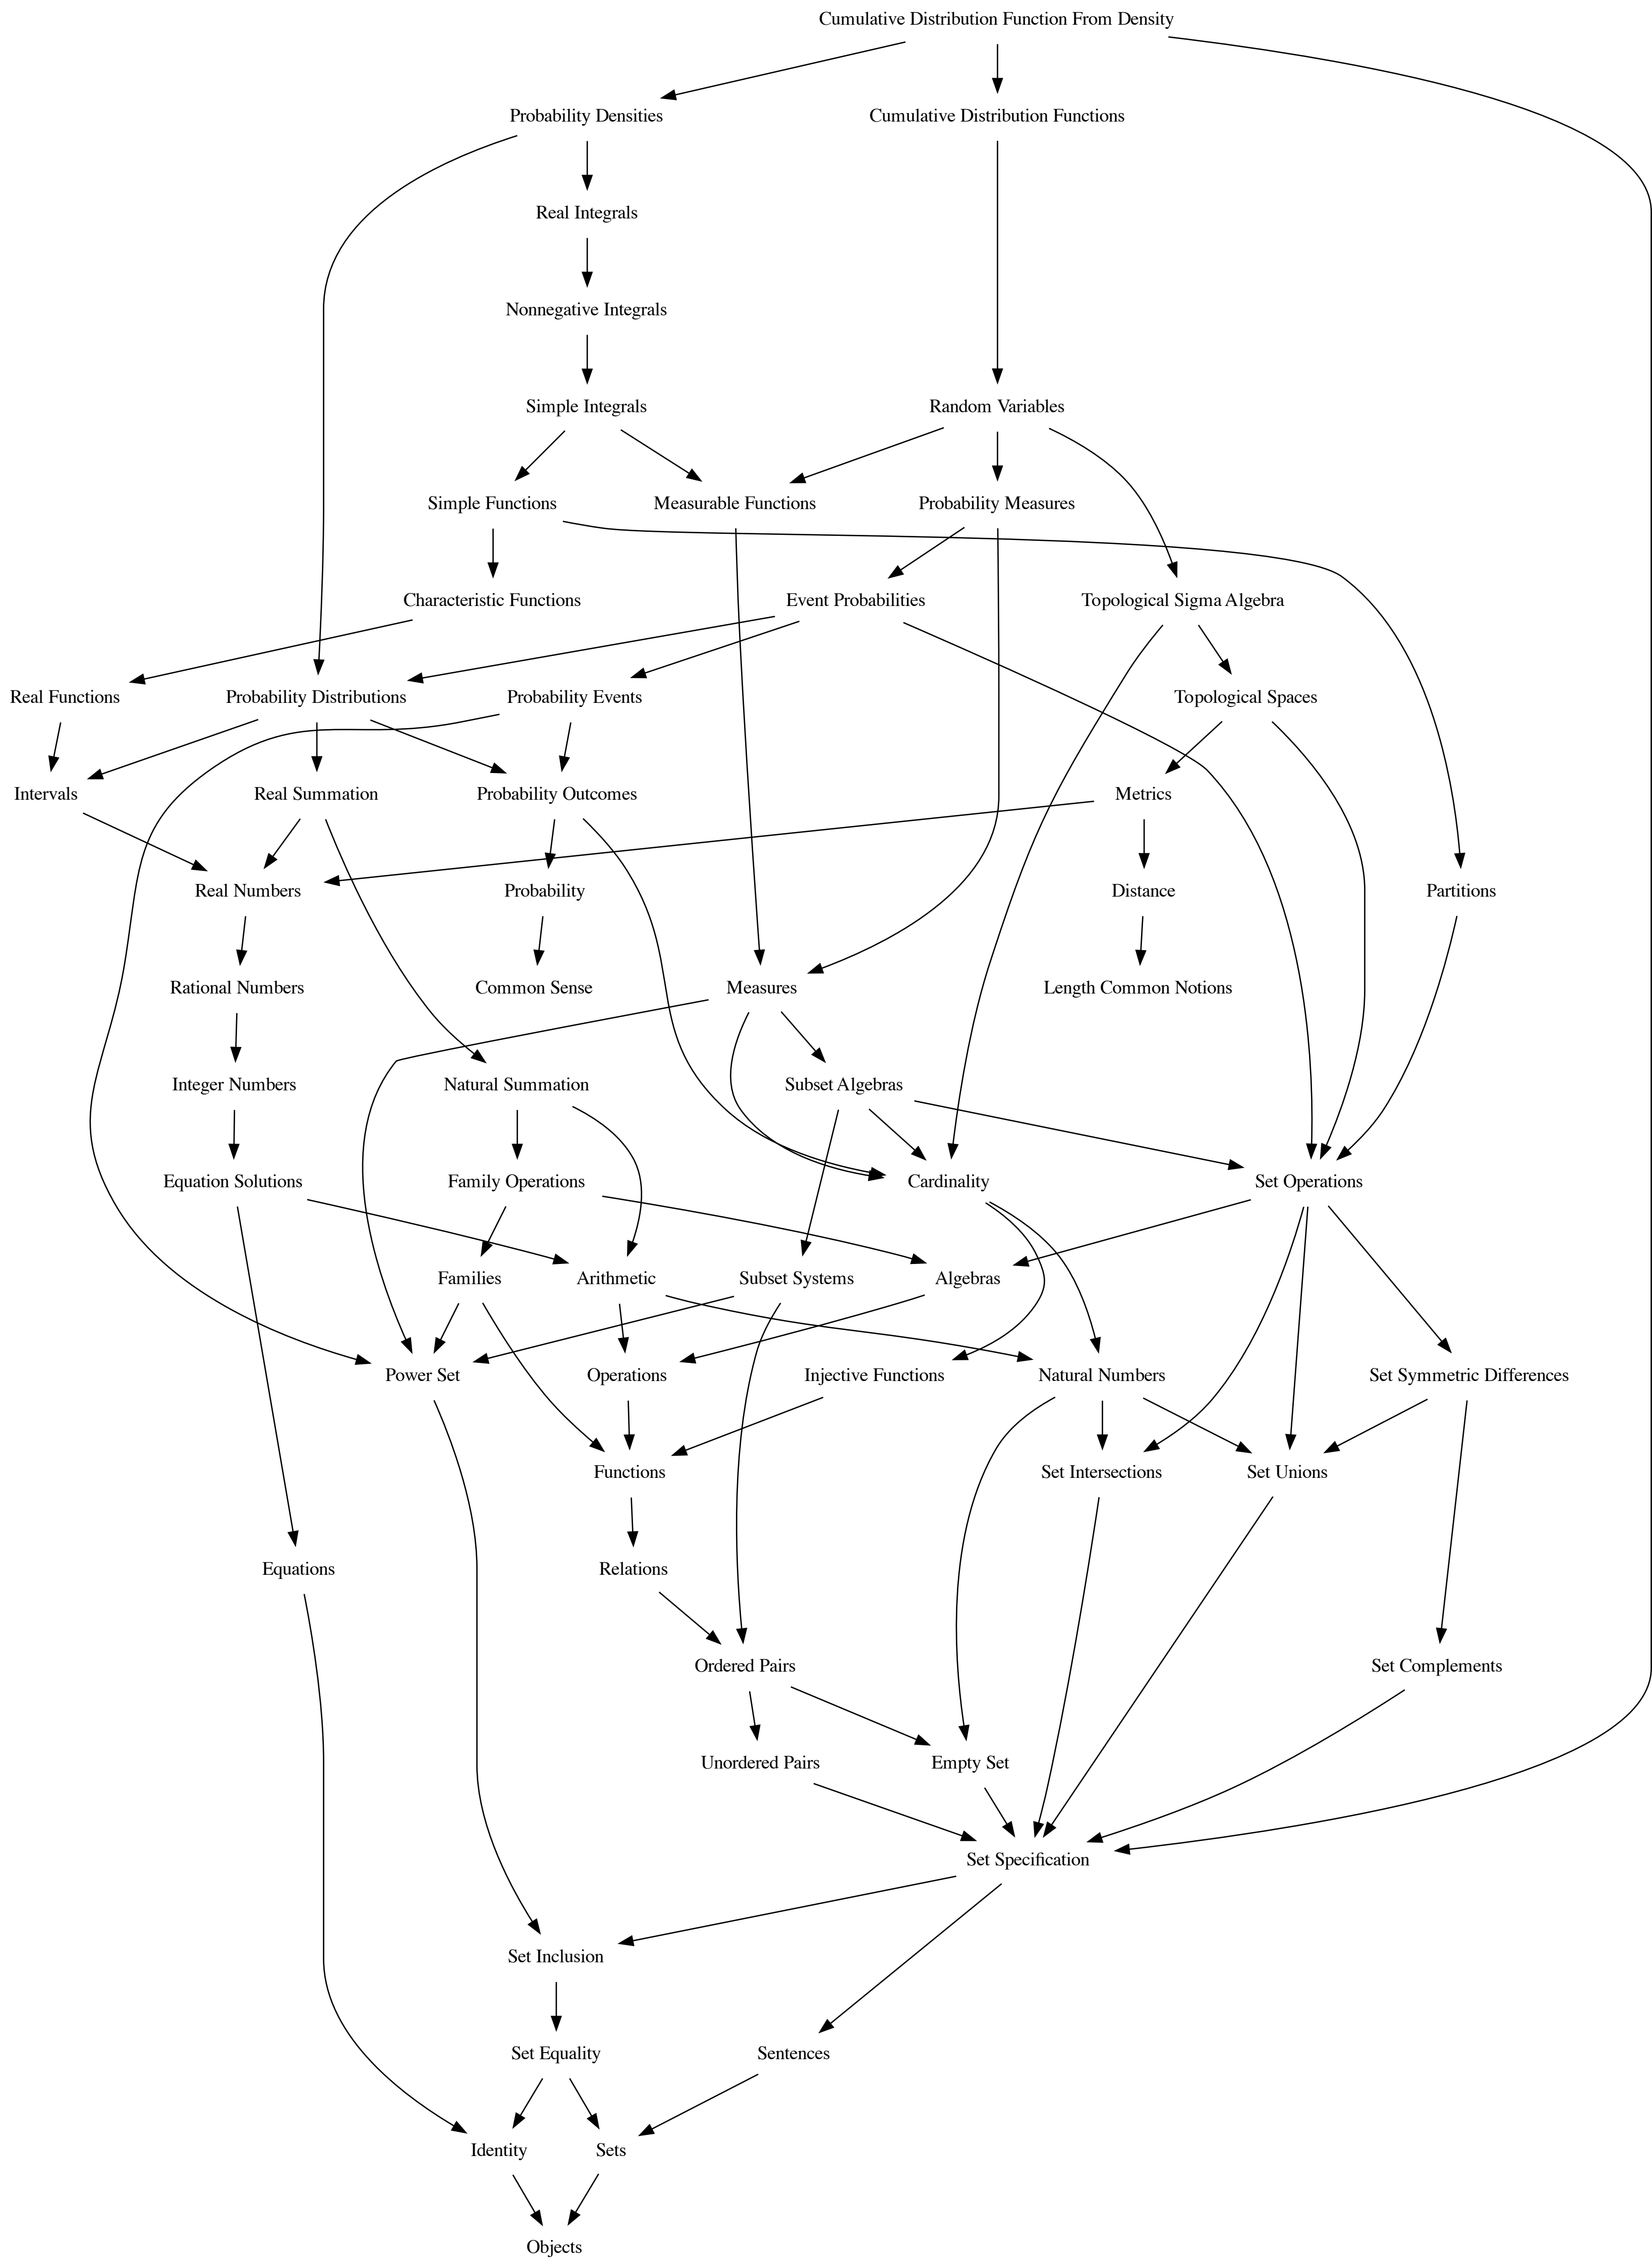 Cumulative Distribution Function From Density
Probability Densities
Cumulative Distribution Functions
Real Integrals
Nonnegative Integrals
Simple Integrals
Random Variables
Simple Functions
Measurable Functions
Probability Measures
Characteristic Functions
Event Probabilities
Topological Sigma Algebra
Real Functions
Probability Distributions
Probability Events
Topological Spaces
Intervals
Real Summation
Probability Outcomes
Metrics
Real Numbers
Probability
Distance
Partitions
Rational Numbers
Common Sense
Measures
Length Common Notions
Integer Numbers
Natural Summation
Subset Algebras
Equation Solutions
Family Operations
Cardinality
Set Operations
Families
Arithmetic
Subset Systems
Algebras
Power Set
Operations
Injective Functions
Natural Numbers
Set Symmetric Differences
Functions
Set Intersections
Set Unions
Equations
Relations
Ordered Pairs
Set Complements
Unordered Pairs
Empty Set
Set Specification
Set Inclusion
Set Equality
Sentences
Identity
Sets
Objects